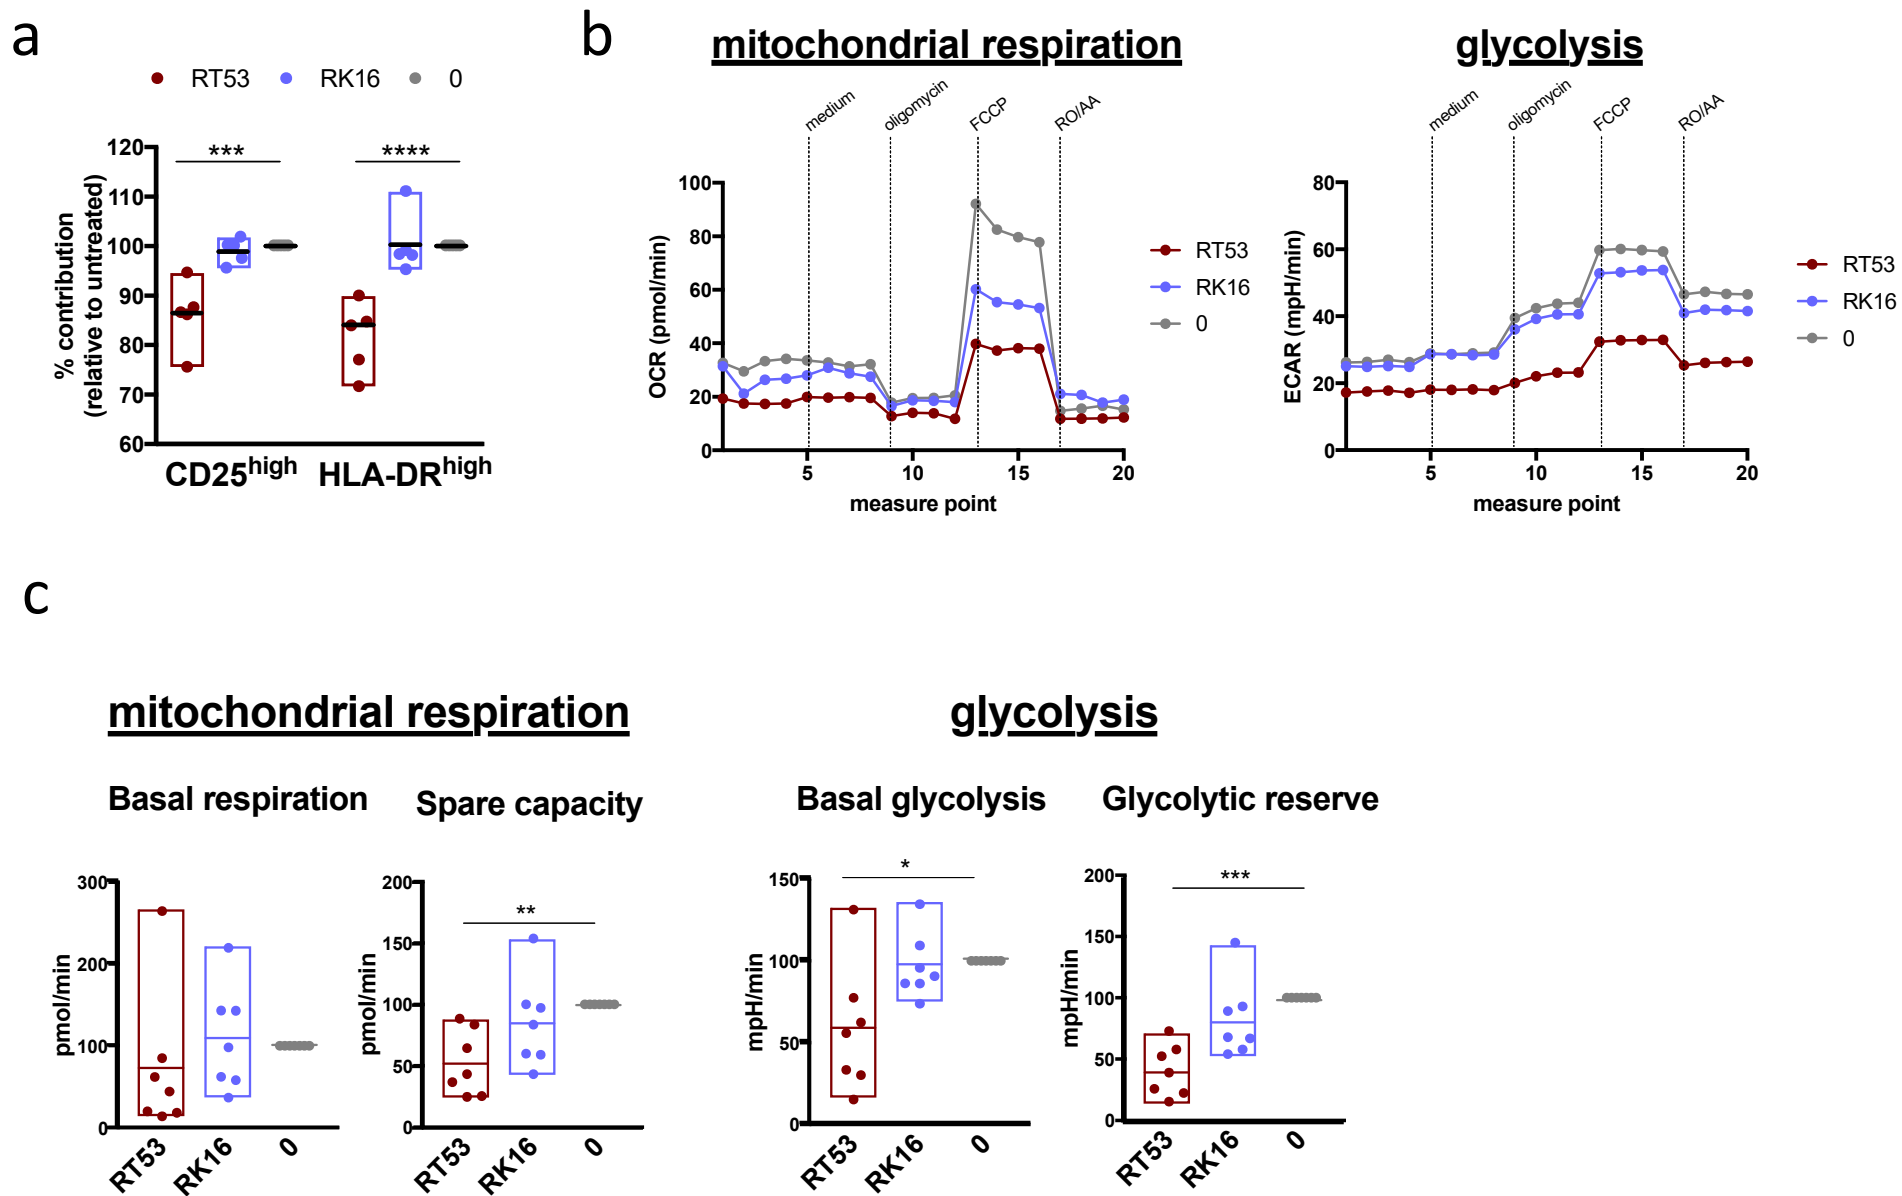 a
RT53 RK16 0
120
110
100
90
80
70
60
% contribution
(relative to untreated)
***
****
CD25high
HLA-DRhigh
b
mitochondrial respiration
medium
oligomycin
FCCP
RO/AA
100
80
60
40
20
0
OCR (pmol/min)
5 10 15 20
measure point
RT53
RK16
0
glycolysis
medium
oligomycin
FCCP
RO/AA
80
60
40
20
0
ECAR (mpH/min)
5 10 15 20
measure point
RT53
RK16
0
c
mitochondrial respiration
Basal respiration
300
200
100
0
pmol/min
RT53
RK16
0
Spare capacity
200
150
100
50
0
pmol/min
**
RT53
RK16
0
glycolysis
Basal glycolysis
150
100
50
0
mpH/min
*
RT53
RK16
0
Glycolytic reserve
200
150
100
50
0
mpH/min
***
RT53
RK16
0